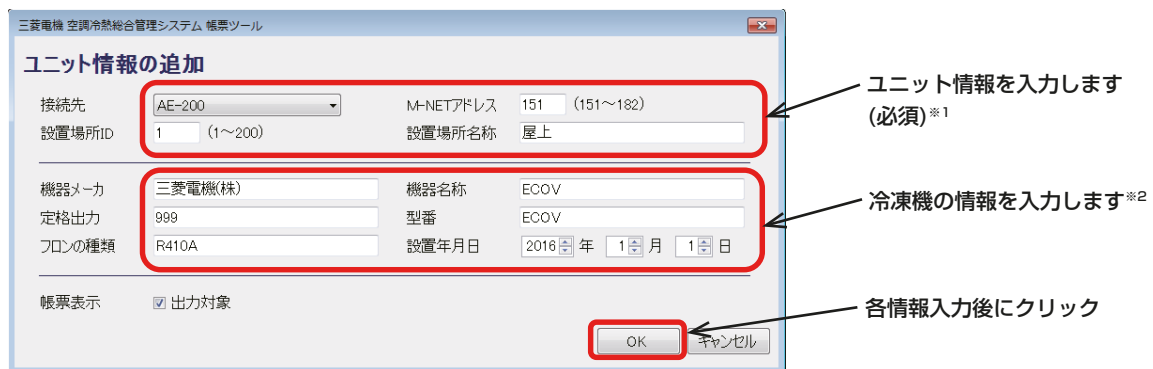 三菱電機 空調冷熱総合管理システム 帳票ツール
ユニット情報の追加
接続先 AE-200 M-NETアドレス 151 (151~182)
設置場所ID 1 (1~200) 設置場所名称 屋上
機器メーカ 三菱電機(株) 機器名称 ECOV
定格出力 999 型番 ECOV
フロンの種類 R410A 設置年月日 2016 年 1 月 1 日
帳票表示 出力対象
OK キャンセル
ユニット情報を入力します
(必須)※1
冷凍機の情報を入力します※2
各情報入力後にクリック